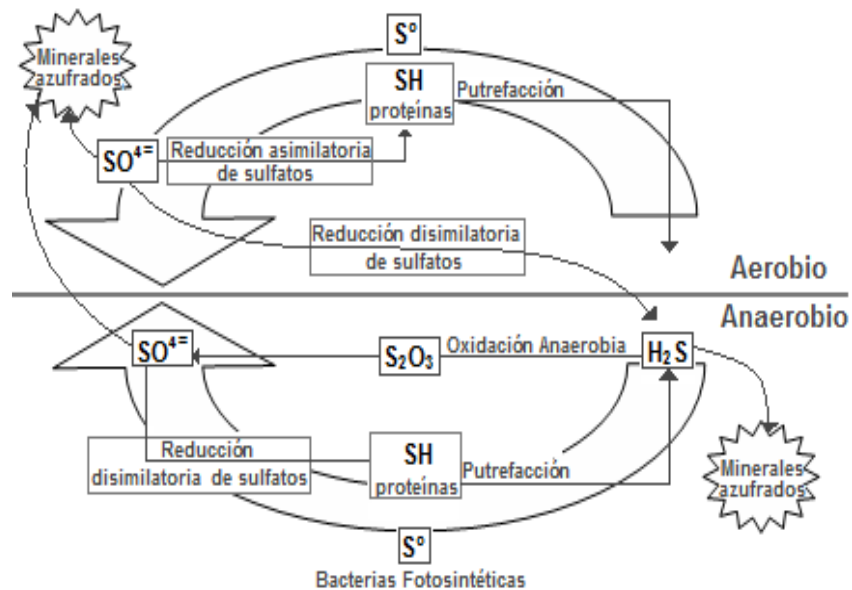 S°
Minerales
azufrados
SH
proteínas
Putrefacción
SO⁴⁼
Reducción asimilatoria
de sulfatos
Reducción disimilatoria
de sulfatos
Aerobio
Anaerobio
SO⁴⁼
S₂O₃
Oxidación Anaerobia
H₂S
Reducción
disimilatoria de sulfatos
SH
proteínas
Putrefacción
Minerales
azufrados
S°
Bacterias Fotosintéticas